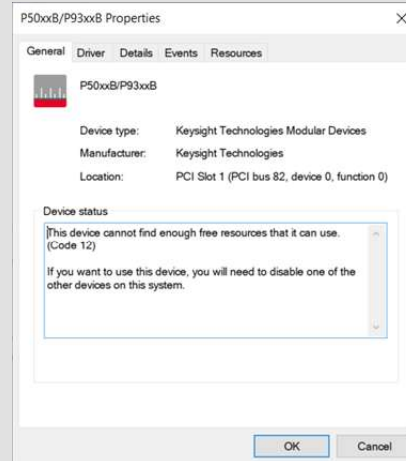 P50xxB/P93xxB Properties
General Driver Details Events Resources
P50xxB/P93xxB
Device type: Keysight Technologies Modular Devices
Manufacturer: Keysight Technologies
Location: PCI Slot 1 (PCI bus 82, device 0, function 0)
Device status
This device cannot find enough free resources that it can use.
(Code 12)
If you want to use this device, you will need to disable one of the
other devices on this system.
OK Cancel